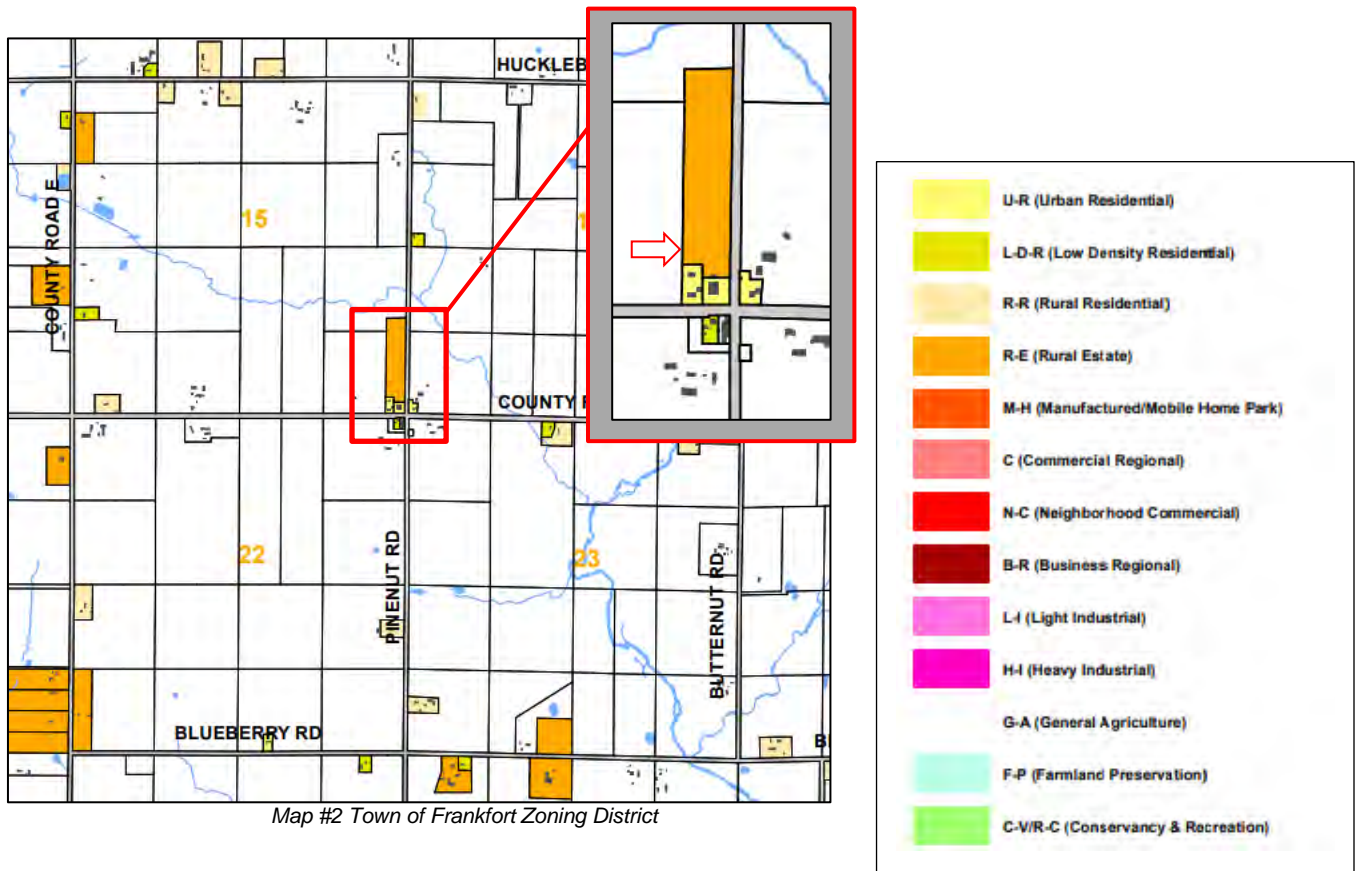 HUCKLEB
COUNTY ROAD E
15
1
COUNTY
22
PINENUT RD
23
BUTTERNUT RD
BLUEBERRY RD
Map #2 Town of Frankfort Zoning District
U-R (Urban Residential)
L-D-R (Low Density Residential)
R-R (Rural Residential)
R-E (Rural Estate)
M-H (Manufactured/Mobile Home Park)
C (Commercial Regional)
N-C (Neighborhood Commercial)
B-R (Business Regional)
L-I (Light Industrial)
H-I (Heavy Industrial)
G-A (General Agriculture)
F-P (Farmland Preservation)
C-V/R-C (Conservancy & Recreation)